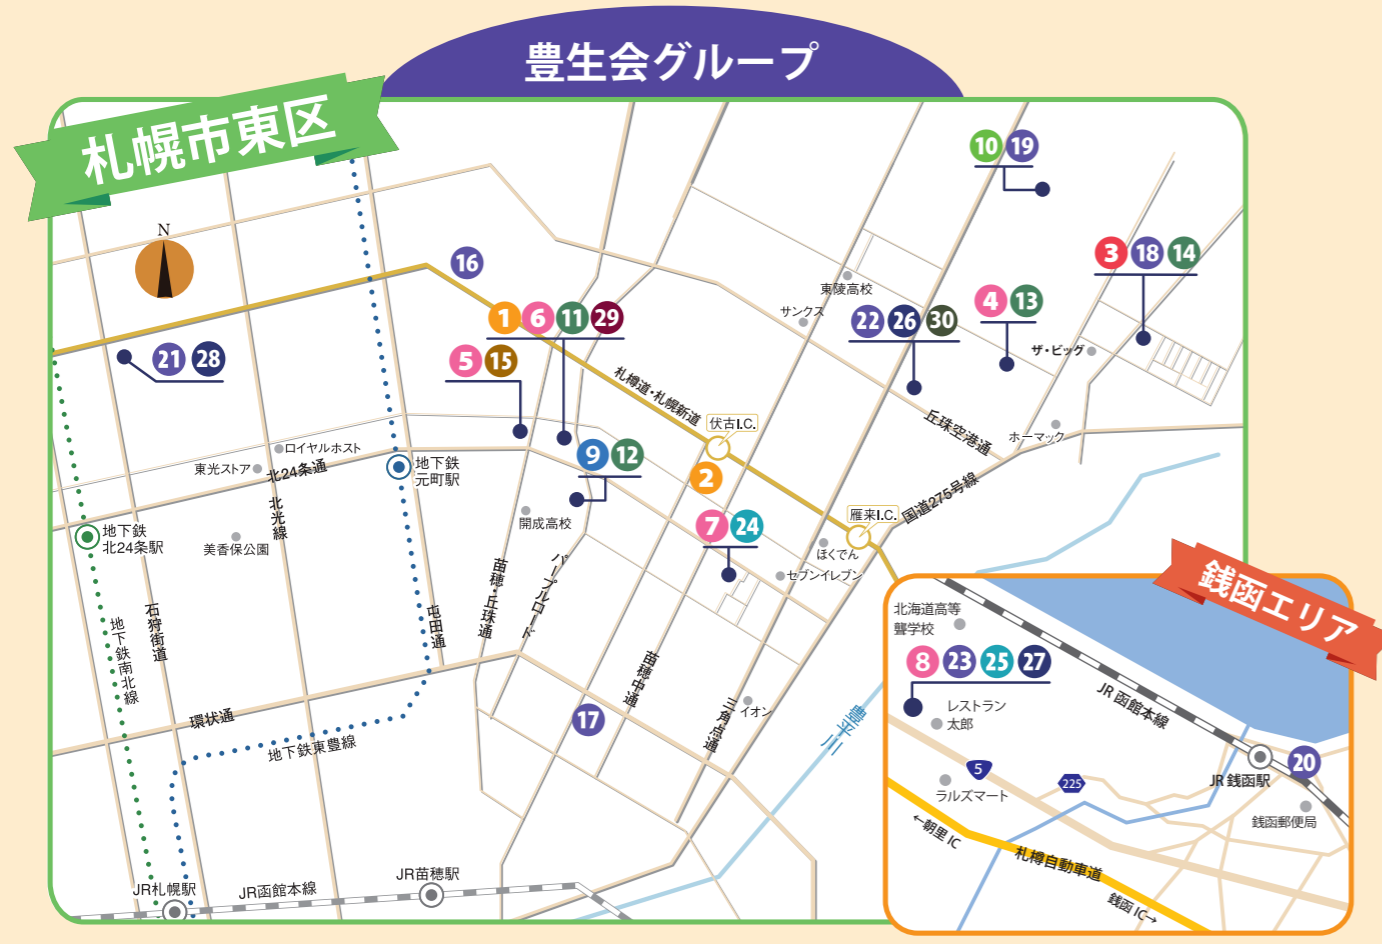 豊生会グループ
札幌市東区
N
10 19
3 18 14
16
東陵高校
サンクス
4 13
1 6 11 29
22 26 30
21 28
5 15
ザ・ビッグ
札樽道・札幌新道
伏古I.C.
丘珠空港通
ホーマック
ロイヤルホスト
東光ストア
北24条通
地下鉄
元町駅
9 12
2
国道275号線
北光線
開成高校
7 24
雁来I.C.
地下鉄
北24条駅
美香保公園
ほくでん
セブンイレブン
パープルロード
苗穂・丘珠通
屯田通
石狩街道
地下鉄南北線
苗穂中通
三角点通
イオン
環状通
17
地下鉄東豊線
豊平川
JR苗穂駅
JR札幌駅
JR函館本線
銭函エリア
北海道高等
聾学校
8 23 25 27
レストラン
太郎
JR函館本線
5
225
20
JR 銭函駅
ラルズマート
銭函郵便局
←朝里 IC
札樽自動車道
銭函 IC→